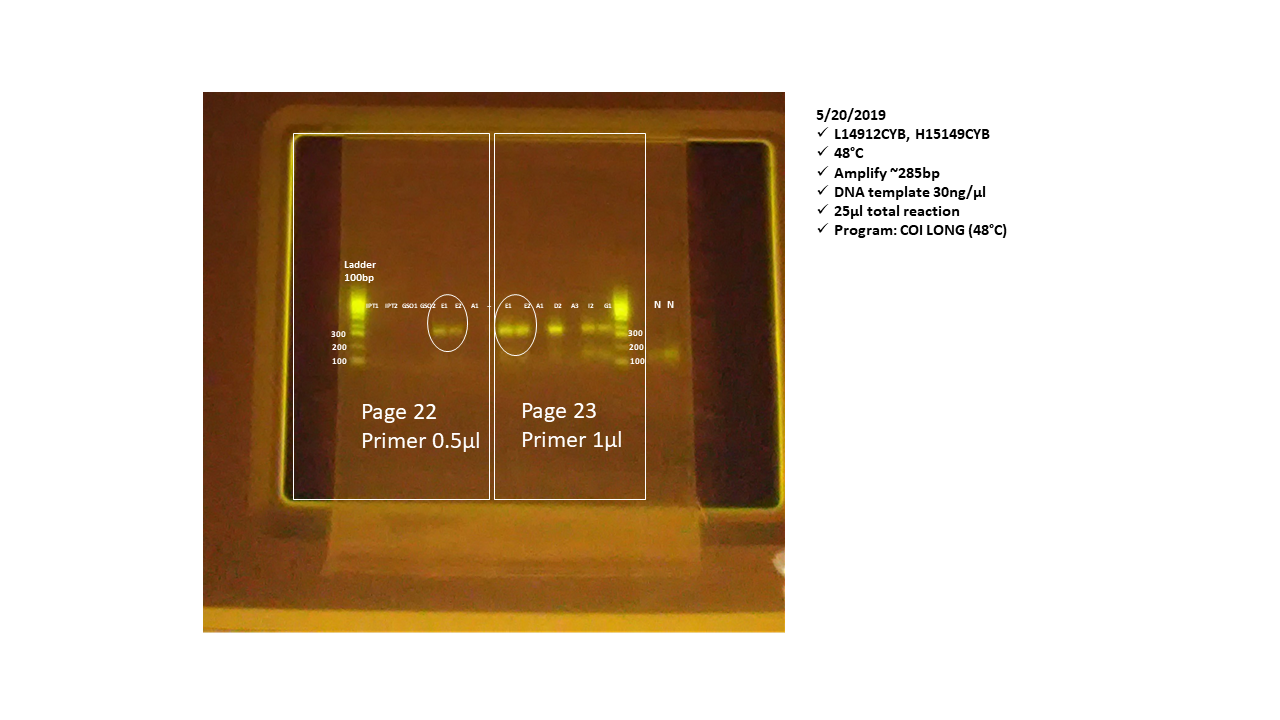 5/20/2019
✓ L14912CYB, H15149CYB
✓ 48°C
✓ Amplify ~285bp
✓ DNA template 30ng/µl
✓ 25µl total reaction
✓ Program: COI LONG (48°C)
Ladder
100bp
IPT1 IPT2 GSO1 GSO2 E1 E2 A1 -
E1 E2 A1 D2 A3 I2 G1
N N
300
200
100
300
200
100
Page 22
Primer 0.5µl
Page 23
Primer 1µl